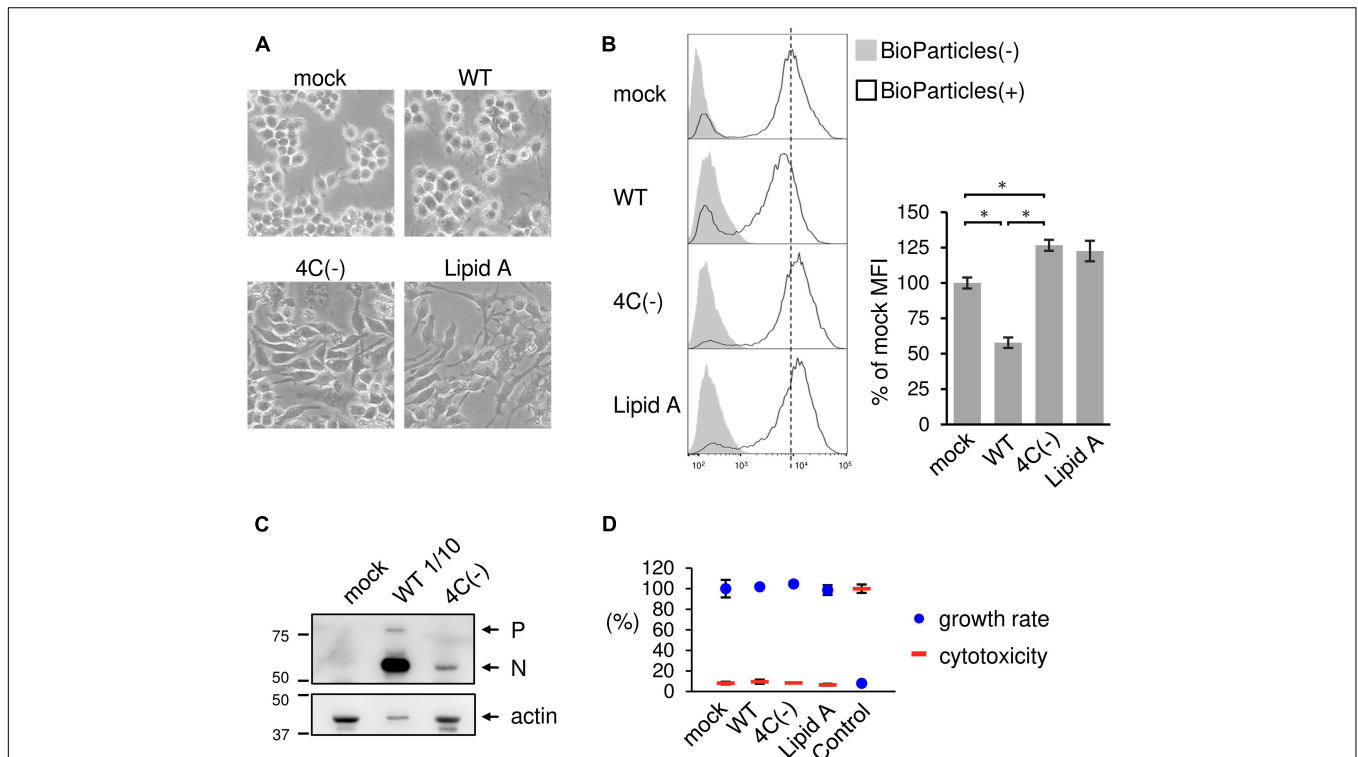 A
mock
WT
4C(-)
Lipid A
B
mock
WT
4C(-)
Lipid A
10² 10³ 10⁴ 10⁵
BioParticles(-)
BioParticles(+)
% of mock MFI
150
125
100
75
50
25
0
*
* *
mock WT 4C(-) Lipid A
C
mock WT 1/10 4C(-)
75
50
P
N
50
37
actin
D
(%)
120
100
80
60
40
20
0
mock WT 4C(-) Lipid A Control
growth rate
cytotoxicity